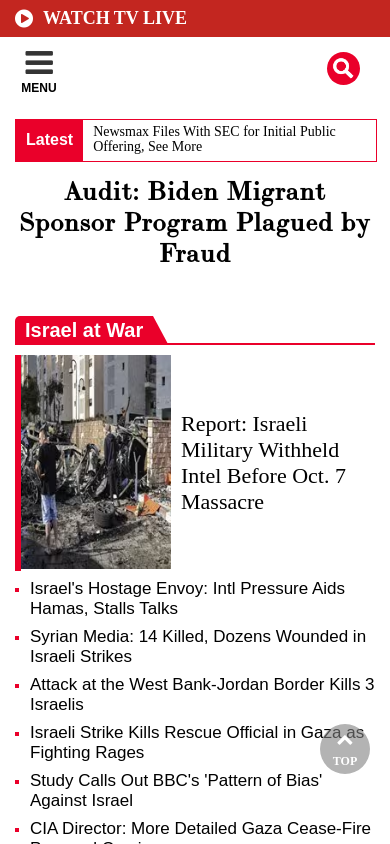 WATCH TV LIVE
MENU
Latest
Newsmax Files With SEC for Initial Public
Offering, See More
Audit: Biden Migrant
Sponsor Program Plagued by
Fraud
Israel at War
Report: Israeli
Military Withheld
Intel Before Oct. 7
Massacre
Israel's Hostage Envoy: Intl Pressure Aids
Hamas, Stalls Talks
Syrian Media: 14 Killed, Dozens Wounded in
Israeli Strikes
Attack at the West Bank-Jordan Border Kills 3
Israelis
Israeli Strike Kills Rescue Official in Gaza as
Fighting Rages
TOP
Study Calls Out BBC's 'Pattern of Bias'
Against Israel
CIA Director: More Detailed Gaza Cease-Fire